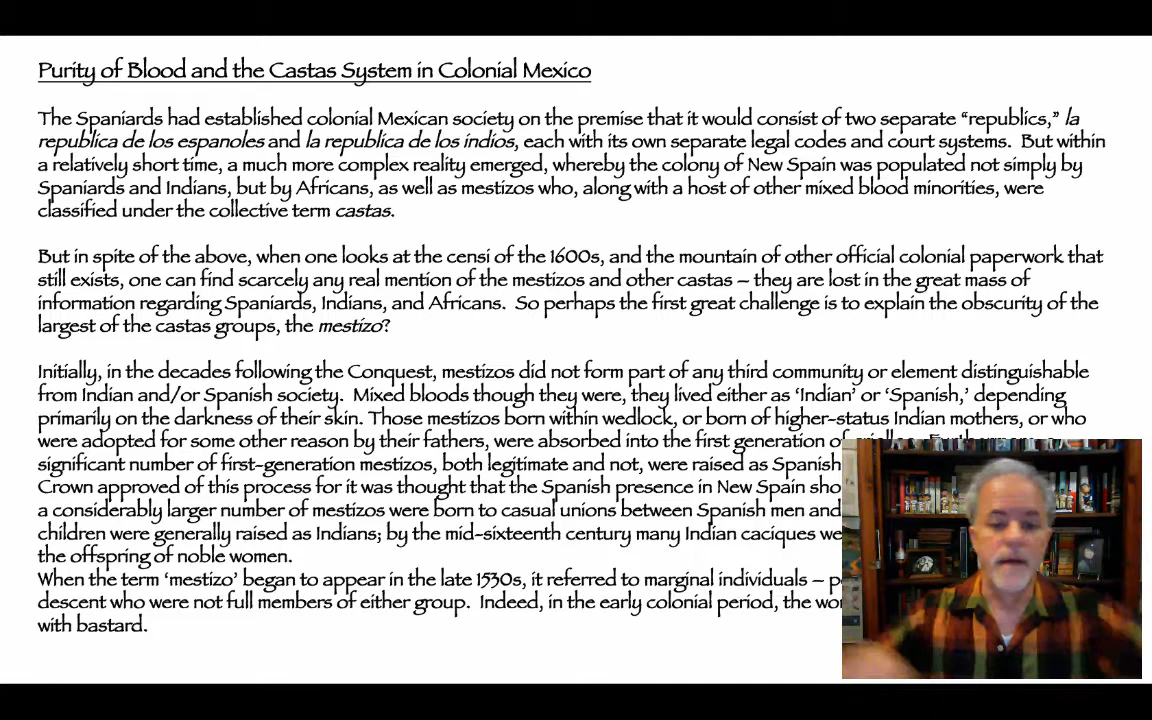 Purity of Blood and the Castas System in Colonial Mexico
The Spaniards had established colonial Mexican society on the premise that it would consist of two separate “republics,” la
republica de los espanoles and la republica de los indios, each with its own separate legal codes and court systems. But within
a relatively short time, a much more complex reality emerged, whereby the colony of New Spain was populated not simply by
Spaniards and Indians, but by Africans, as well as mestizos who, along with a host of other mixed blood minorities, were
classified under the collective term castas.
But in spite of the above, when one looks at the censi of the 1600s, and the mountain of other official colonial paperwork that
still exists, one can find scarcely any real mention of the mestizos and other castas – they are lost in the great mass of
information regarding Spaniards, Indians, and Africans. So perhaps the first great challenge is to explain the obscurity of the
largest of the castas groups, the mestizo?
Initially, in the decades following the Conquest, mestizos did not form part of any third community or element distinguishable
from Indian and/or Spanish society. Mixed bloods though they were, they lived either as ‘Indian’ or ‘Spanish,’ depending
primarily on the darkness of their skin. Those mestizos born within wedlock, or born of higher-status Indian mothers, or who
were adopted for some other reason by their fathers, were absorbed into the first generation of
significant number of first-generation mestizos, both legitimate and not, were raised as Spanish
Crown approved of this process for it was thought that the Spanish presence in New Spain
a considerably larger number of mestizos were born to casual unions between Spanish men and
children were generally raised as Indians; by the mid-sixteenth century many Indian caciques
the offspring of noble women.
When the term ‘mestizo’ began to appear in the late 1530s, it referred to marginal individuals –
descent who were not full members of either group. Indeed, in the early colonial period, the
with bastard.